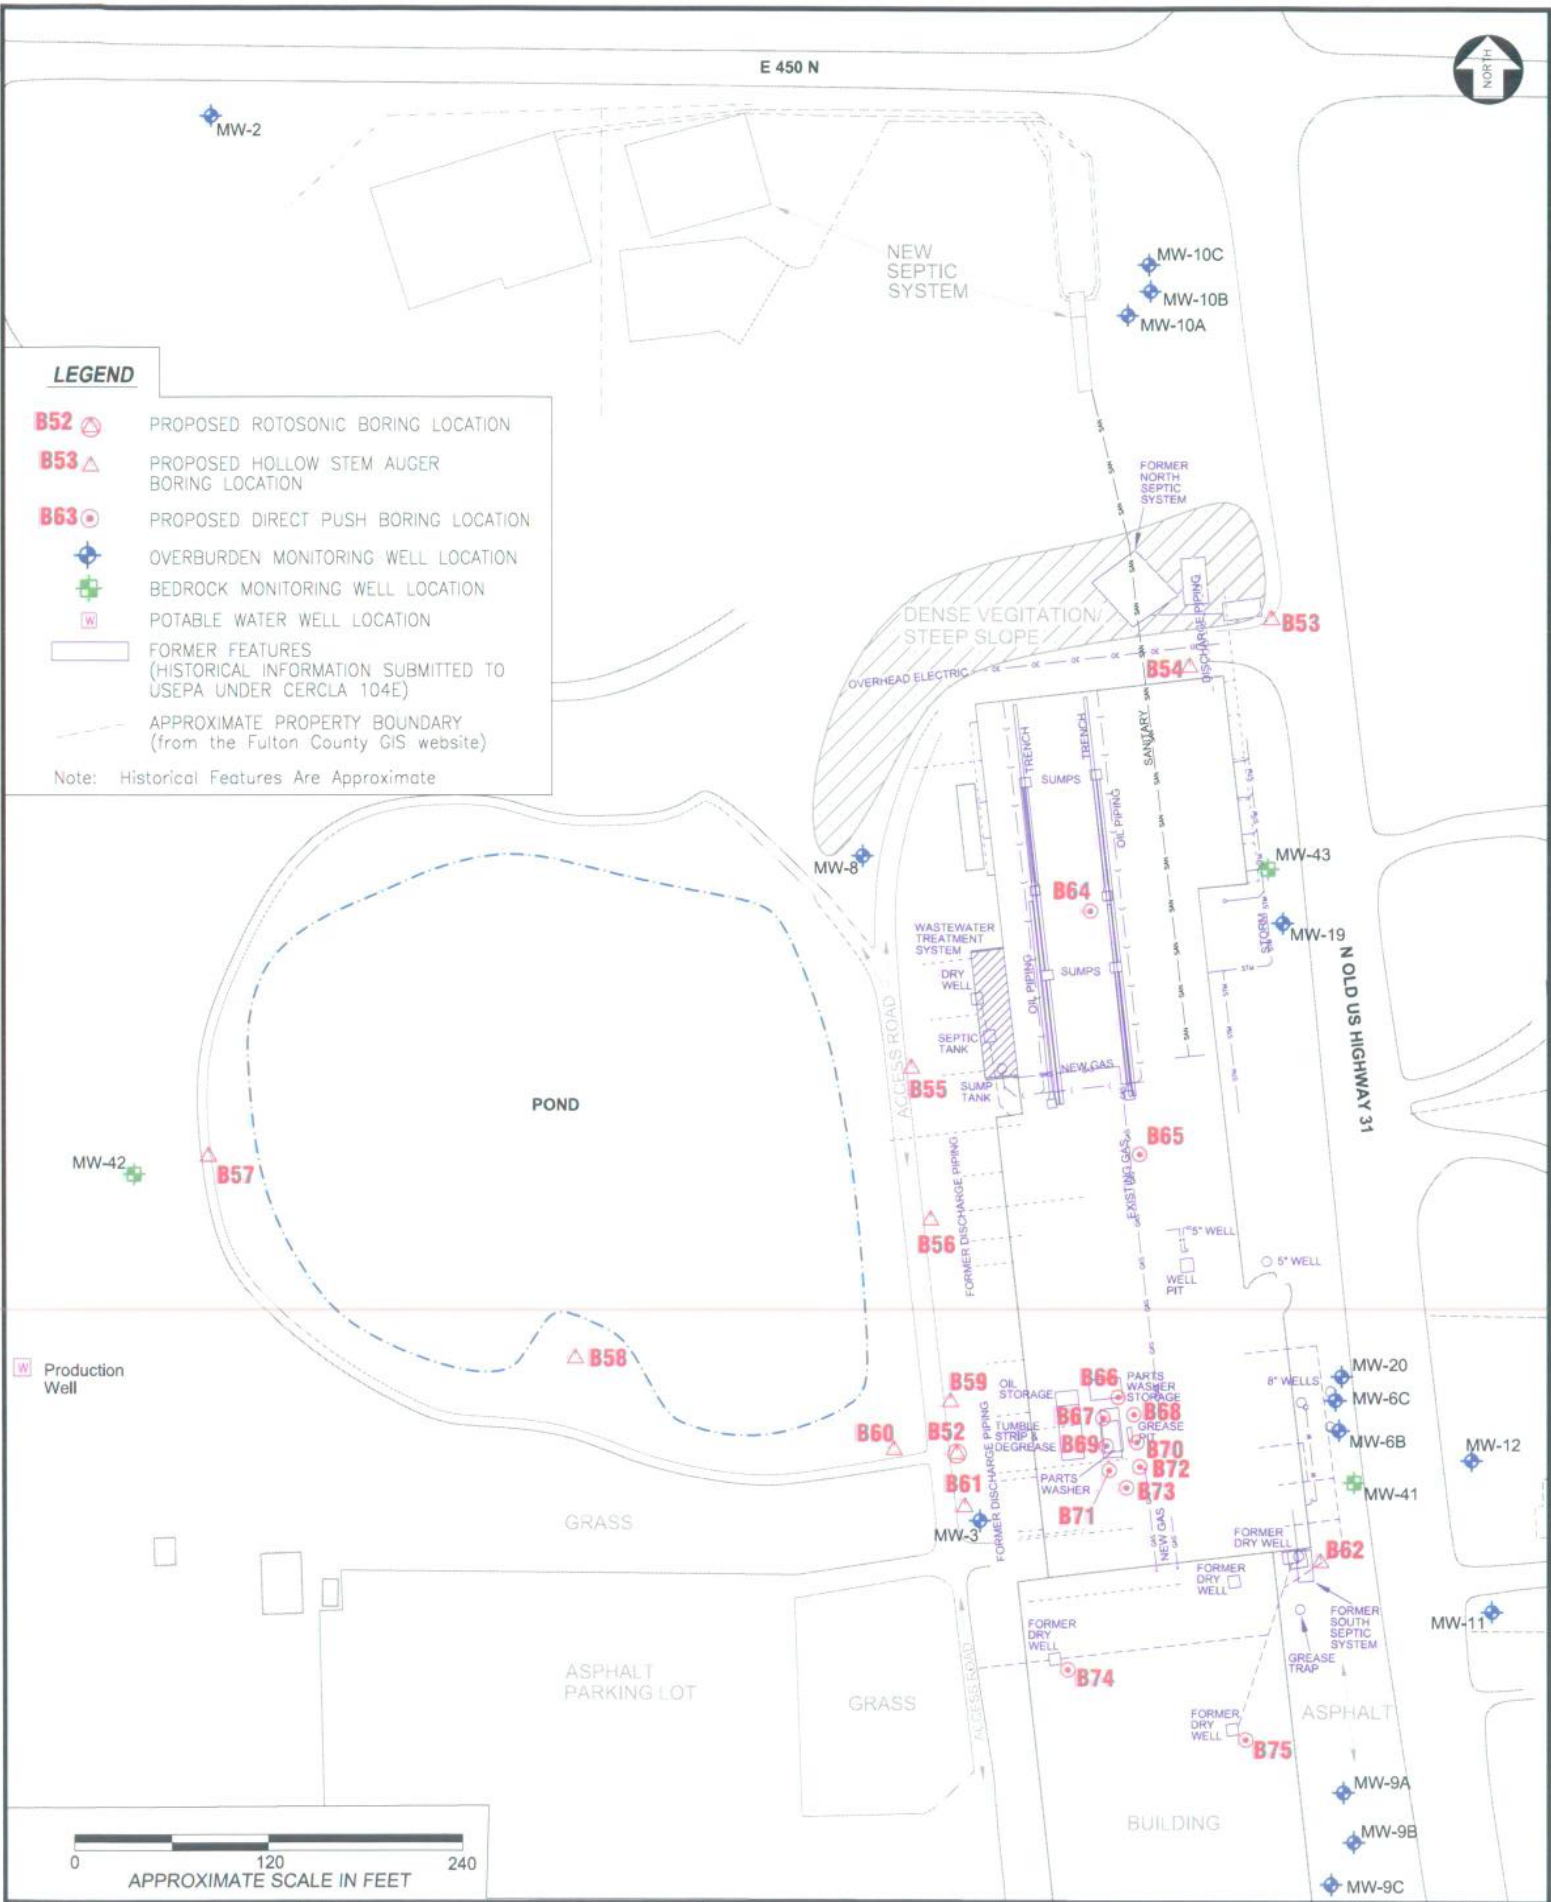 E 450 N
NORTH
MW-2
NEW
SEPTIC
SYSTEM
MW-10C
MW-10B
MW-10A
LEGEND
B52 PROPOSED ROTOSONIC BORING LOCATION
B53 PROPOSED HOLLOW STEM AUGER
BORING LOCATION
B63 PROPOSED DIRECT PUSH BORING LOCATION
OVERBURDEN MONITORING WELL LOCATION
BEDROCK MONITORING WELL LOCATION
W POTABLE WATER WELL LOCATION
FORMER FEATURES
(HISTORICAL INFORMATION SUBMITTED TO
USEPA UNDER CERCLA 104E)
APPROXIMATE PROPERTY BOUNDARY
(from the Fulton County GIS website)
Note: Historical Features Are Approximate
FORMER
NORTH
SEPTIC
SYSTEM
DENSE VEGITATION/
STEEP SLOPE
DISCHARGE PIPING
B53
B54
OVERHEAD ELECTRIC
SANITARY
TRENCH
TRENCH
SUMPS
OIL PIPING
MW-8
MW-43
B64
MW-19
STORM
WASTEWATER
TREATMENT
SYSTEM
DRY
WELL
OIL PIPING
SUMPS
N OLD US HIGHWAY 31
SEPTIC
TANK
ACCESS ROAD
NEW GAS
B55
SUMP
TANK
POND
B65
MW-42
B57
FORMER DISCHARGE PIPING
EXISTING GAS
B56
5" WELL
5" WELL
WELL
PIT
W Production
Well
B58
B59
OIL
STORAGE
B66
PARTS
WASHER
STORAGE
8" WELLS
MW-20
MW-6C
MW-6B
MW-12
B67
B68
TUMBLE
STRIP &
DEGREASE
GREASE
PIT
B60
B52
B69
B70
B72
FORMER DISCHARGE PIPING
PARTS
WASHER
B73
MW-41
B61
B71
MW-3
NEW GAS
GRASS
FORMER
DRY WELL
B62
FORMER
DRY
WELL
FORMER
SOUTH
SEPTIC
SYSTEM
MW-11
FORMER
DRY
WELL
GREASE
TRAP
B74
ASPHALT
PARKING LOT
GRASS
ACCESS ROAD
FORMER
DRY
WELL
ASPHALT
B75
MW-9A
BUILDING
MW-9B
MW-9C
0 120 240
APPROXIMATE SCALE IN FEET